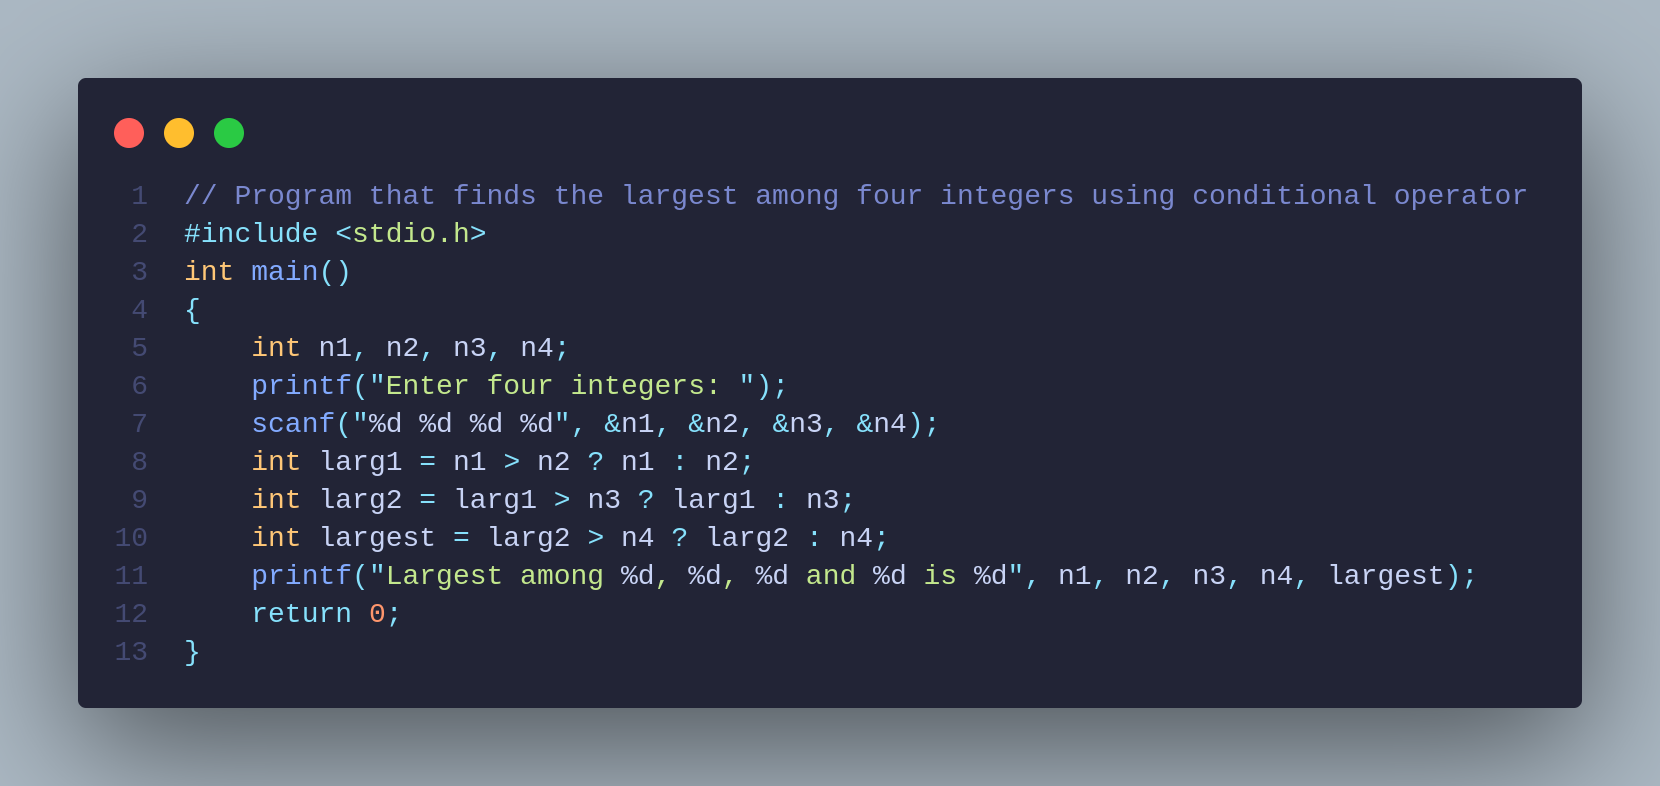 1 // Program that finds the largest among four integers using conditional operator
2 #include <stdio.h>
3 int main()
4 {
5     int n1, n2, n3, n4;
6     printf("Enter four integers: ");
7     scanf("%d %d %d %d", &n1, &n2, &n3, &n4);
8     int larg1 = n1 > n2 ? n1 : n2;
9     int larg2 = larg1 > n3 ? larg1 : n3;
10     int largest = larg2 > n4 ? larg2 : n4;
11     printf("Largest among %d, %d, %d and %d is %d", n1, n2, n3, n4, largest);
12     return 0;
13 }